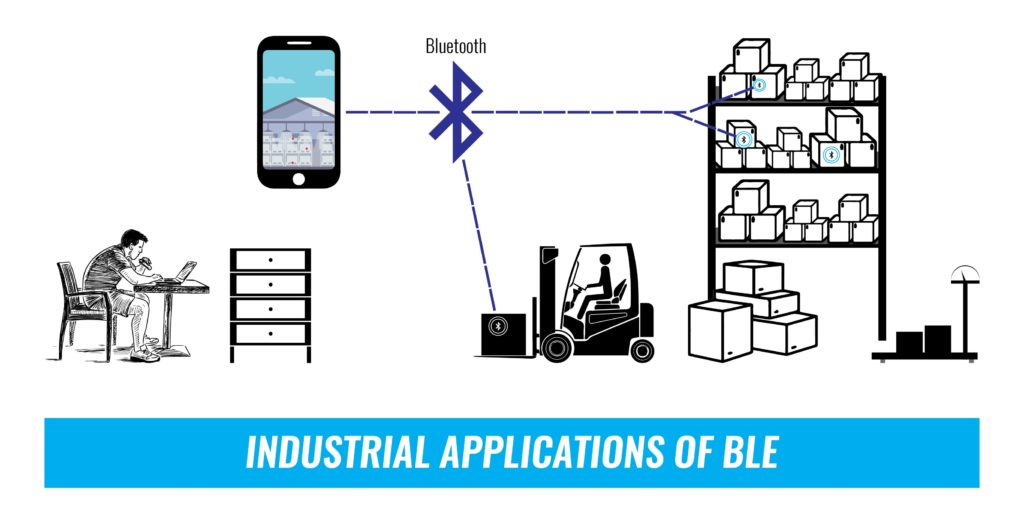 Bluetooth
INDUSTRIAL APPLICATIONS OF BLE